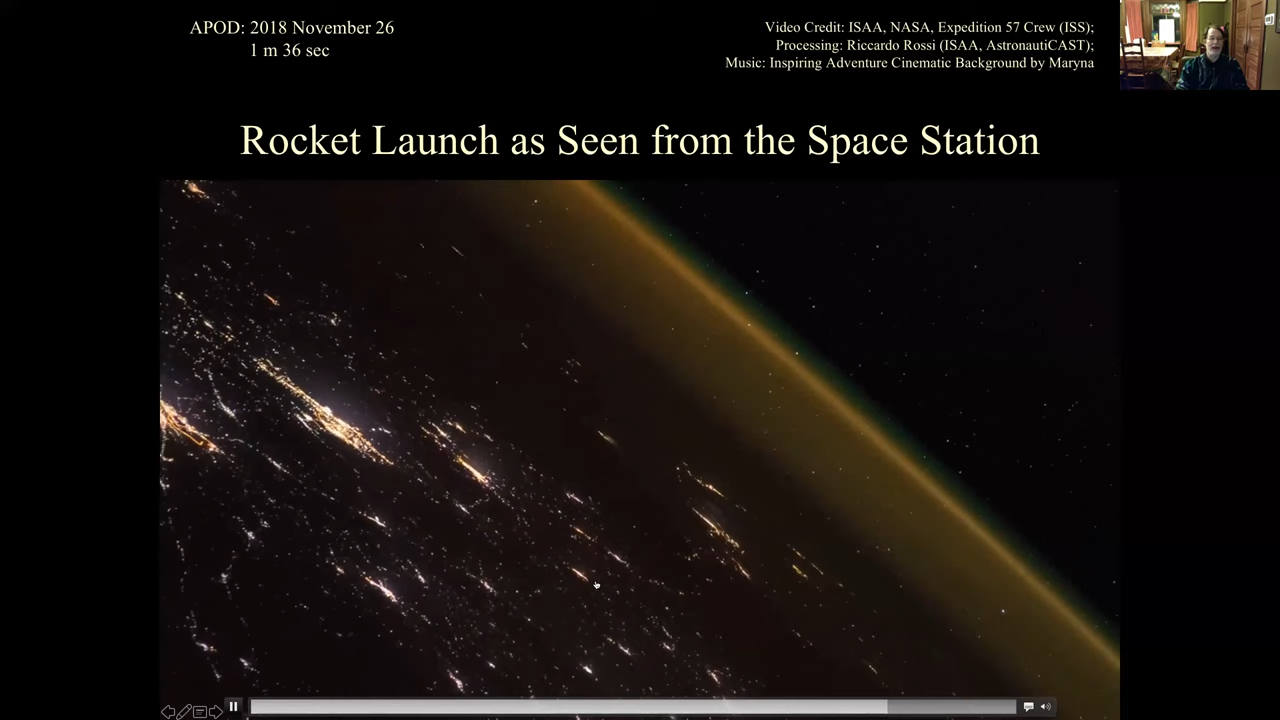 APOD: 2018 November 26
1 m 36 sec
Video Credit: ISAA, NASA, Expedition 57 Crew (ISS);
Processing: Riccardo Rossi (ISAA, AstronautiCAST);
Music: Inspiring Adventure Cinematic Background by Maryna
Rocket Launch as Seen from the Space Station